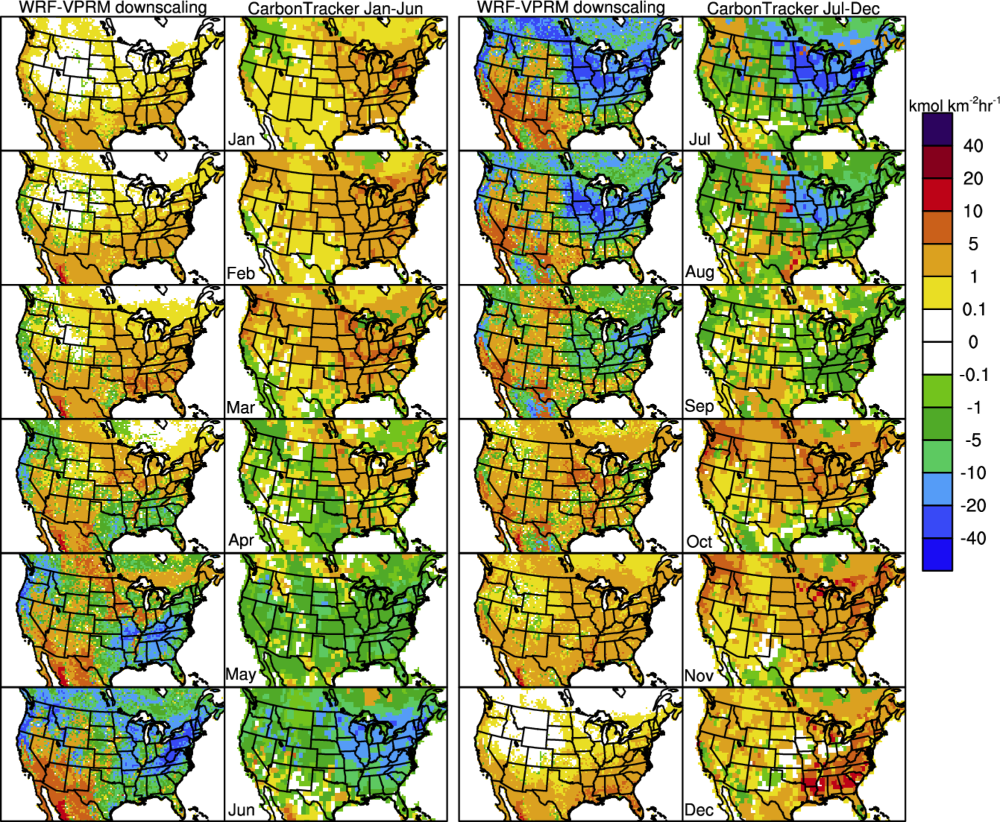 WRF-VPRM downscaling CarbonTracker Jan-Jun WRF-VPRM downscaling CarbonTracker Jul-Dec
kmol km⁻²hr⁻¹
Jan Jul
Feb Aug
Mar Sep
Apr Oct
May Nov
Jun Dec
40
20
10
5
1
0.1
0
-0.1
-1
-5
-10
-20
-40